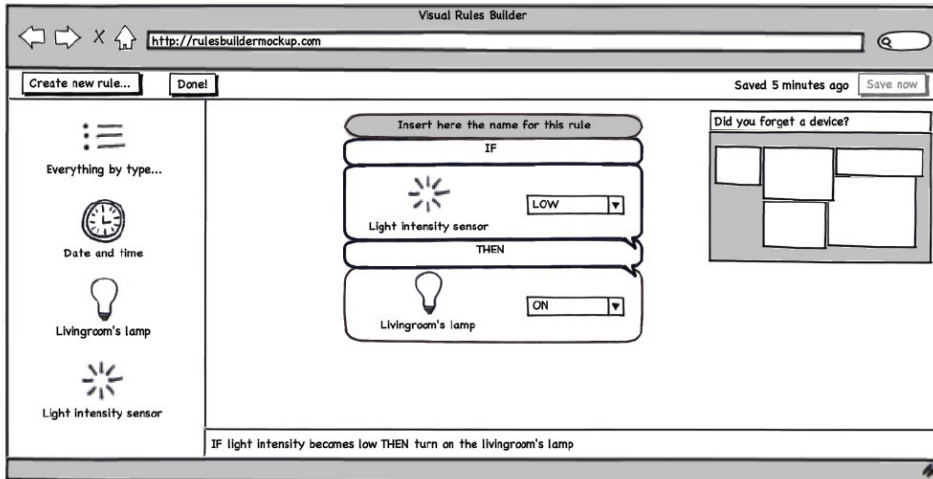 Visual Rules Builder
http://rulesbuildermockup.com
Create new rule...
Done!
Saved 5 minutes ago
Save now
Everything by type...
Date and time
Livingroom's lamp
Light intensity sensor
Insert here the name for this rule
IF
LOW
Light intensity sensor
THEN
ON
Livingroom's lamp
Did you forget a device?
IF light intensity becomes low THEN turn on the livingroom's lamp